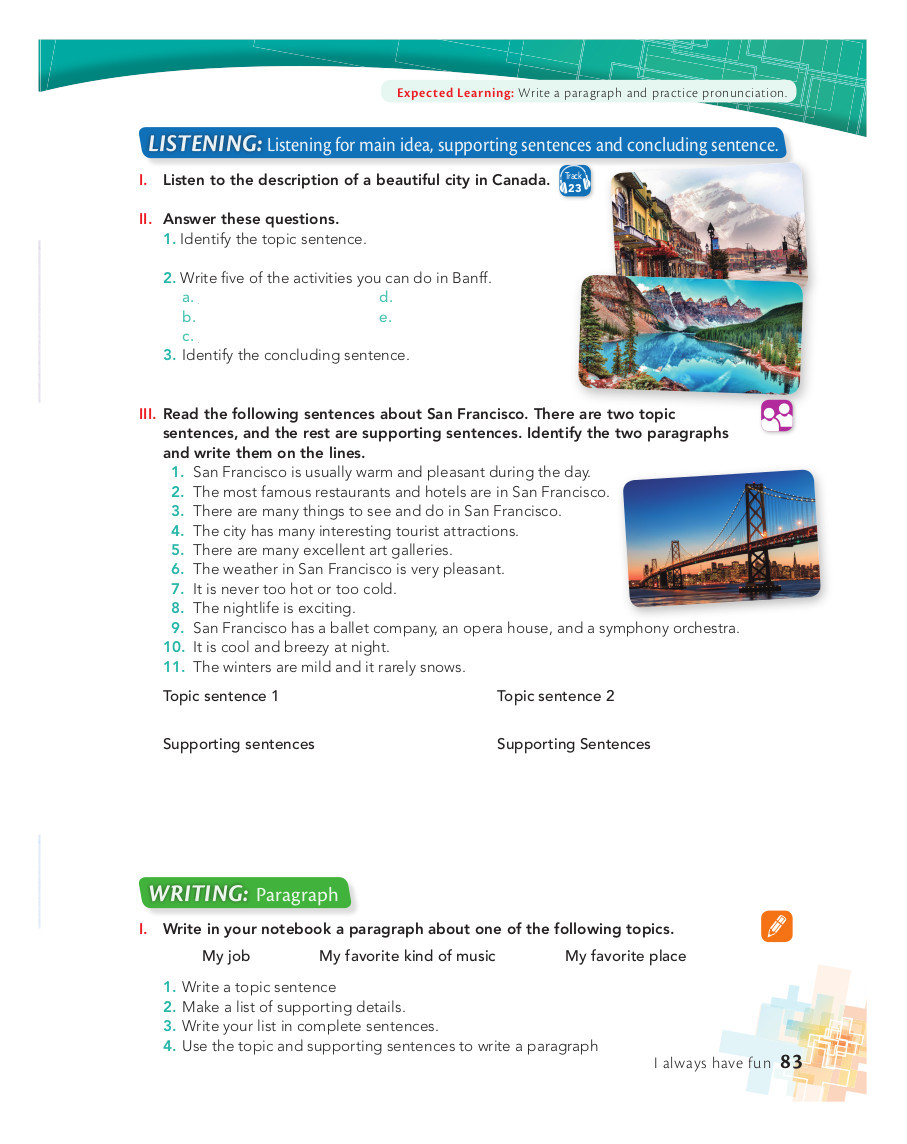 Expected Learning: Write a paragraph and practice pronunciation.
LISTENING: Listening for main idea, supporting sentences and concluding sentence.
I. Listen to the description of a beautiful city in Canada.
Track
23
II. Answer these questions.
1. Identify the topic sentence.
2. Write five of the activities you can do in Banff.
a. d.
b. e.
c.
3. Identify the concluding sentence.
III. Read the following sentences about San Francisco. There are two topic
sentences, and the rest are supporting sentences. Identify the two paragraphs
and write them on the lines.
1. San Francisco is usually warm and pleasant during the day.
2. The most famous restaurants and hotels are in San Francisco.
3. There are many things to see and do in San Francisco.
4. The city has many interesting tourist attractions.
5. There are many excellent art galleries.
6. The weather in San Francisco is very pleasant.
7. It is never too hot or too cold.
8. The nightlife is exciting.
9. San Francisco has a ballet company, an opera house, and a symphony orchestra.
10. It is cool and breezy at night.
11. The winters are mild and it rarely snows.
Topic sentence 1 Topic sentence 2
Supporting sentences Supporting Sentences
WRITING: Paragraph
I. Write in your notebook a paragraph about one of the following topics.
My job My favorite kind of music My favorite place
1. Write a topic sentence
2. Make a list of supporting details.
3. Write your list in complete sentences.
4. Use the topic and supporting sentences to write a paragraph
I always have fun 83